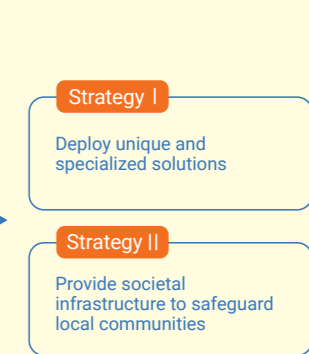 Strategy Ⅰ
Deploy unique and
specialized solutions
Strategy Ⅱ
Provide societal
infrastructure to safeguard
local communities